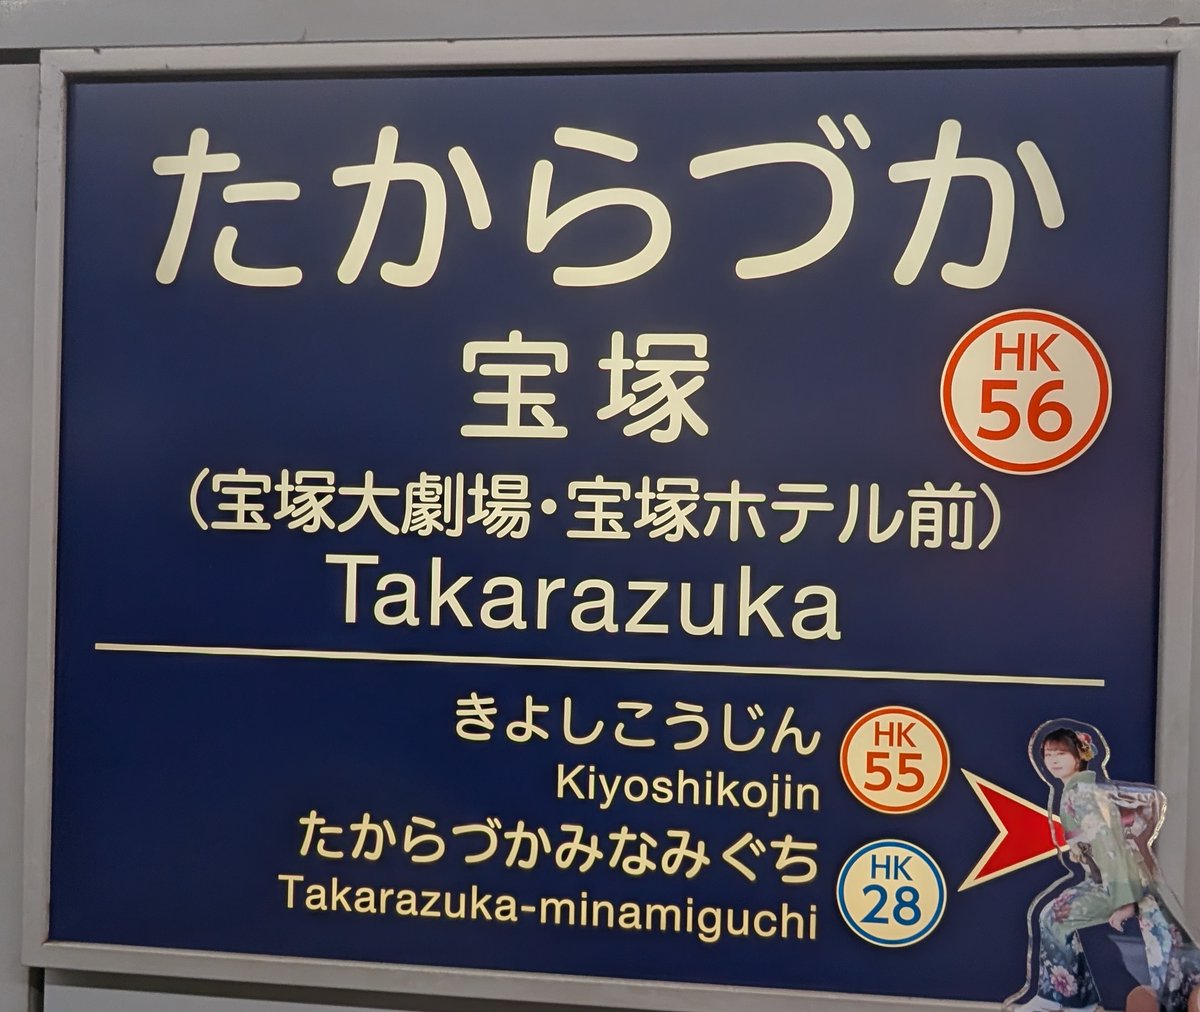 たからづか
宝塚
HK
56
（宝塚大劇場・宝塚ホテル前）
Takarazuka
きよしこうじん
Kiyoshikojin
HK
55
たからづかみなみぐち
Takarazuka-minamiguchi
HK
28